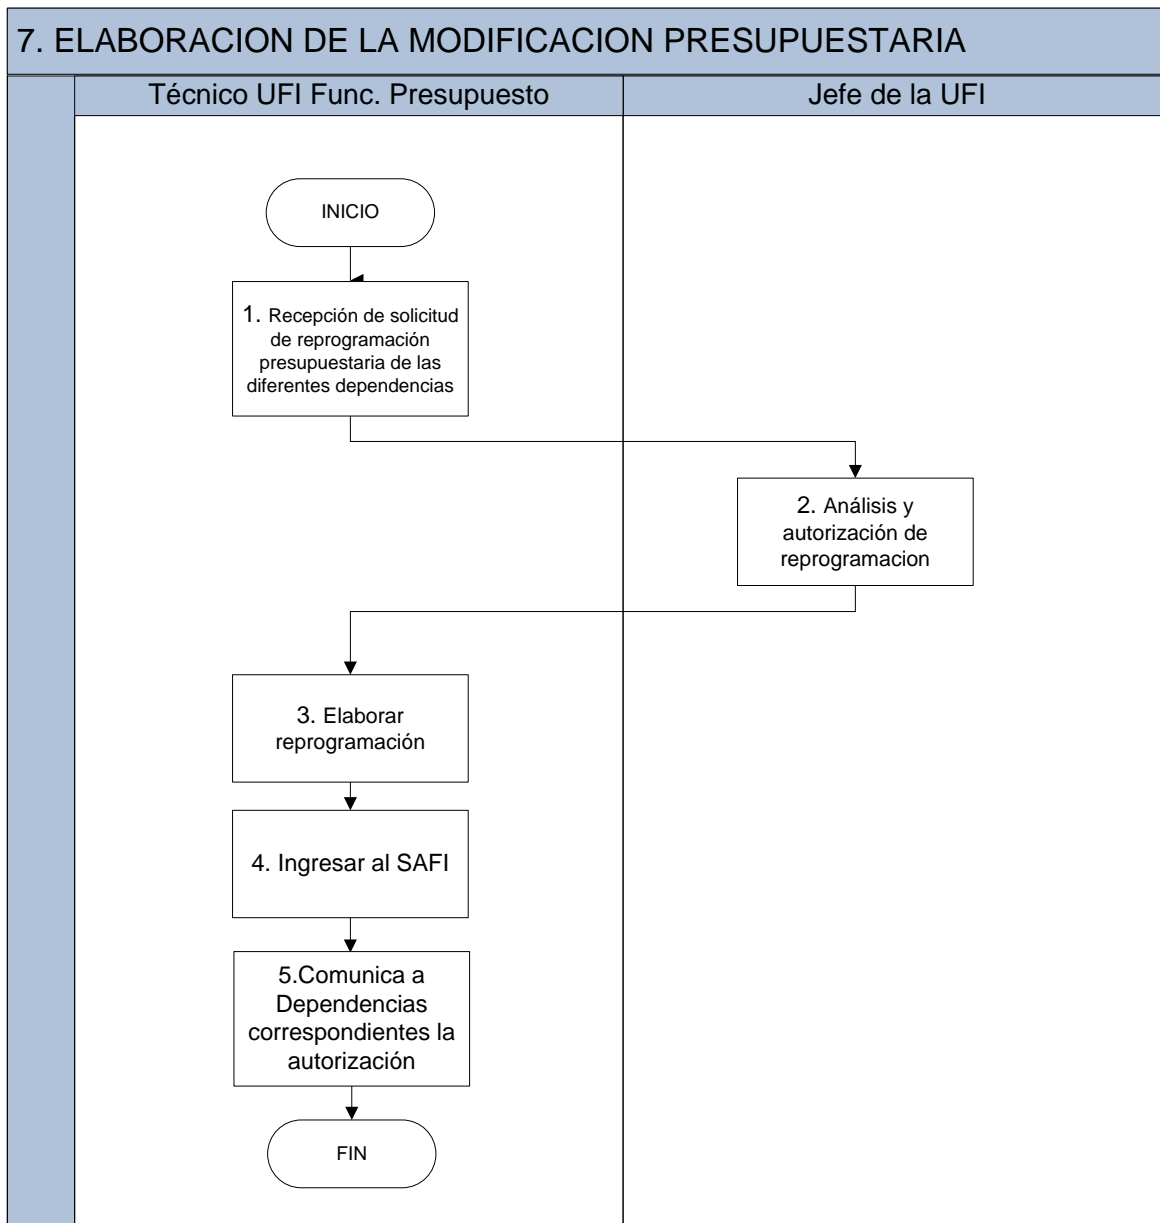 7. ELABORACION DE LA MODIFICACION PRESUPUESTARIA
Técnico UFI Func. Presupuesto
Jefe de la UFI
INICIO
1. Recepción de solicitud
de reprogramación
presupuestaria de las
diferentes dependencias
2. Análisis y
autorización de
reprogramacion
3. Elaborar
reprogramación
4. Ingresar al SAFI
5.Comunica a
Dependencias
correspondientes la
autorización
FIN